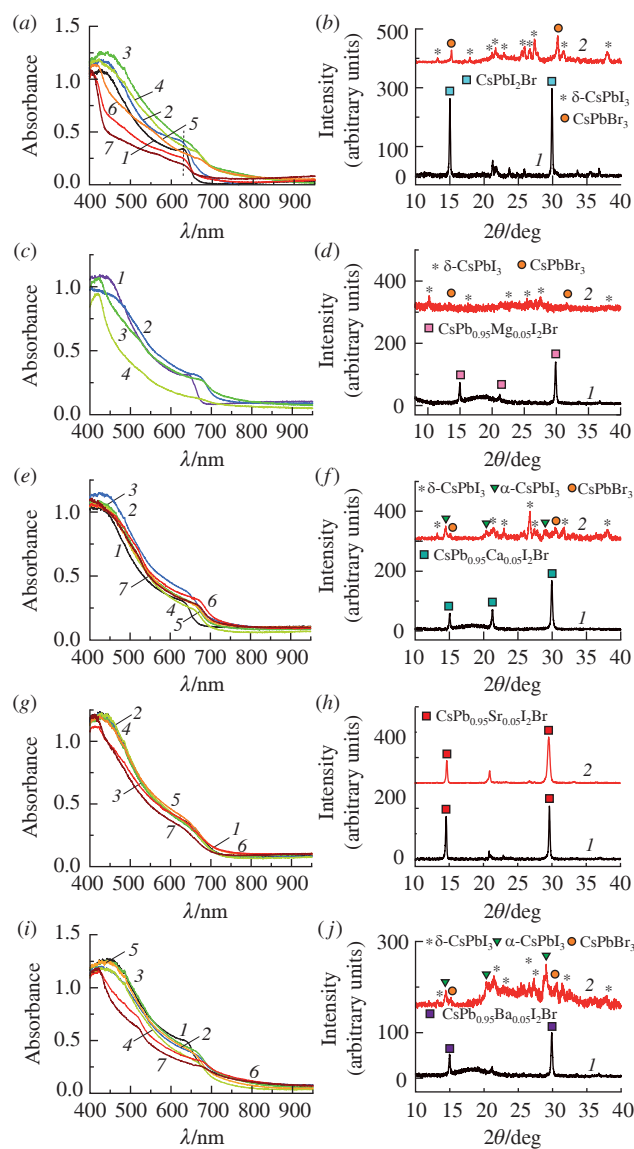 (a)
1.5
1.0
0.5
0.0
Absorbance
3
4
2
6
5
1
7
400 500 600 700 800 900
λ/nm
(b)
500
400
300
100
0
Intensity
(arbitrary units)
* * * * * * * * * *
2
CsPbI₂Br
* δ-CsPbI₃
CsPbBr₃
1
10 15 20 25 30 35 40
2θ/deg
(c)
1.0
0.5
0.0
Absorbance
1
2
3
4
400 500 600 700 800 900
λ/nm
(d)
400
300
100
0
Intensity
(arbitrary units)
* δ-CsPbI₃ CsPbBr₃
* * * * * *
2
CsPb₀.₉₅Mg₀.₀₅I₂Br
1
10 15 20 25 30 35 40
2θ/deg
(e)
1.0
0.5
0.0
Absorbance
3
2
1
7
4
6
5
400 500 600 700 800 900
λ/nm
(f)
400
300
100
0
Intensity
(arbitrary units)
* δ-CsPbI₃ α-CsPbI₃ CsPbBr₃
* * * * * * *
2
CsPb₀.₉₅Ca₀.₀₅I₂Br
1
10 15 20 25 30 35 40
2θ/deg
(g)
1.0
0.5
0.0
Absorbance
2
4
3
5
7
1
6
400 500 600 700 800 900
λ/nm
(h)
400
200
100
0
Intensity
(arbitrary units)
CsPb₀.₉₅Sr₀.₀₅I₂Br
2
1
10 15 20 25 30 35 40
2θ/deg
(i)
1.5
1.0
0.5
0.0
Absorbance
5
3
1
2
4
7
6
400 500 600 700 800 900
λ/nm
(j)
300
200
100
0
Intensity
(arbitrary units)
* δ-CsPbI₃ α-CsPbI₃ CsPbBr₃
* * * * * * *
2
CsPb₀.₉₅Ba₀.₀₅I₂Br
1
10 15 20 25 30 35 40
2θ/deg